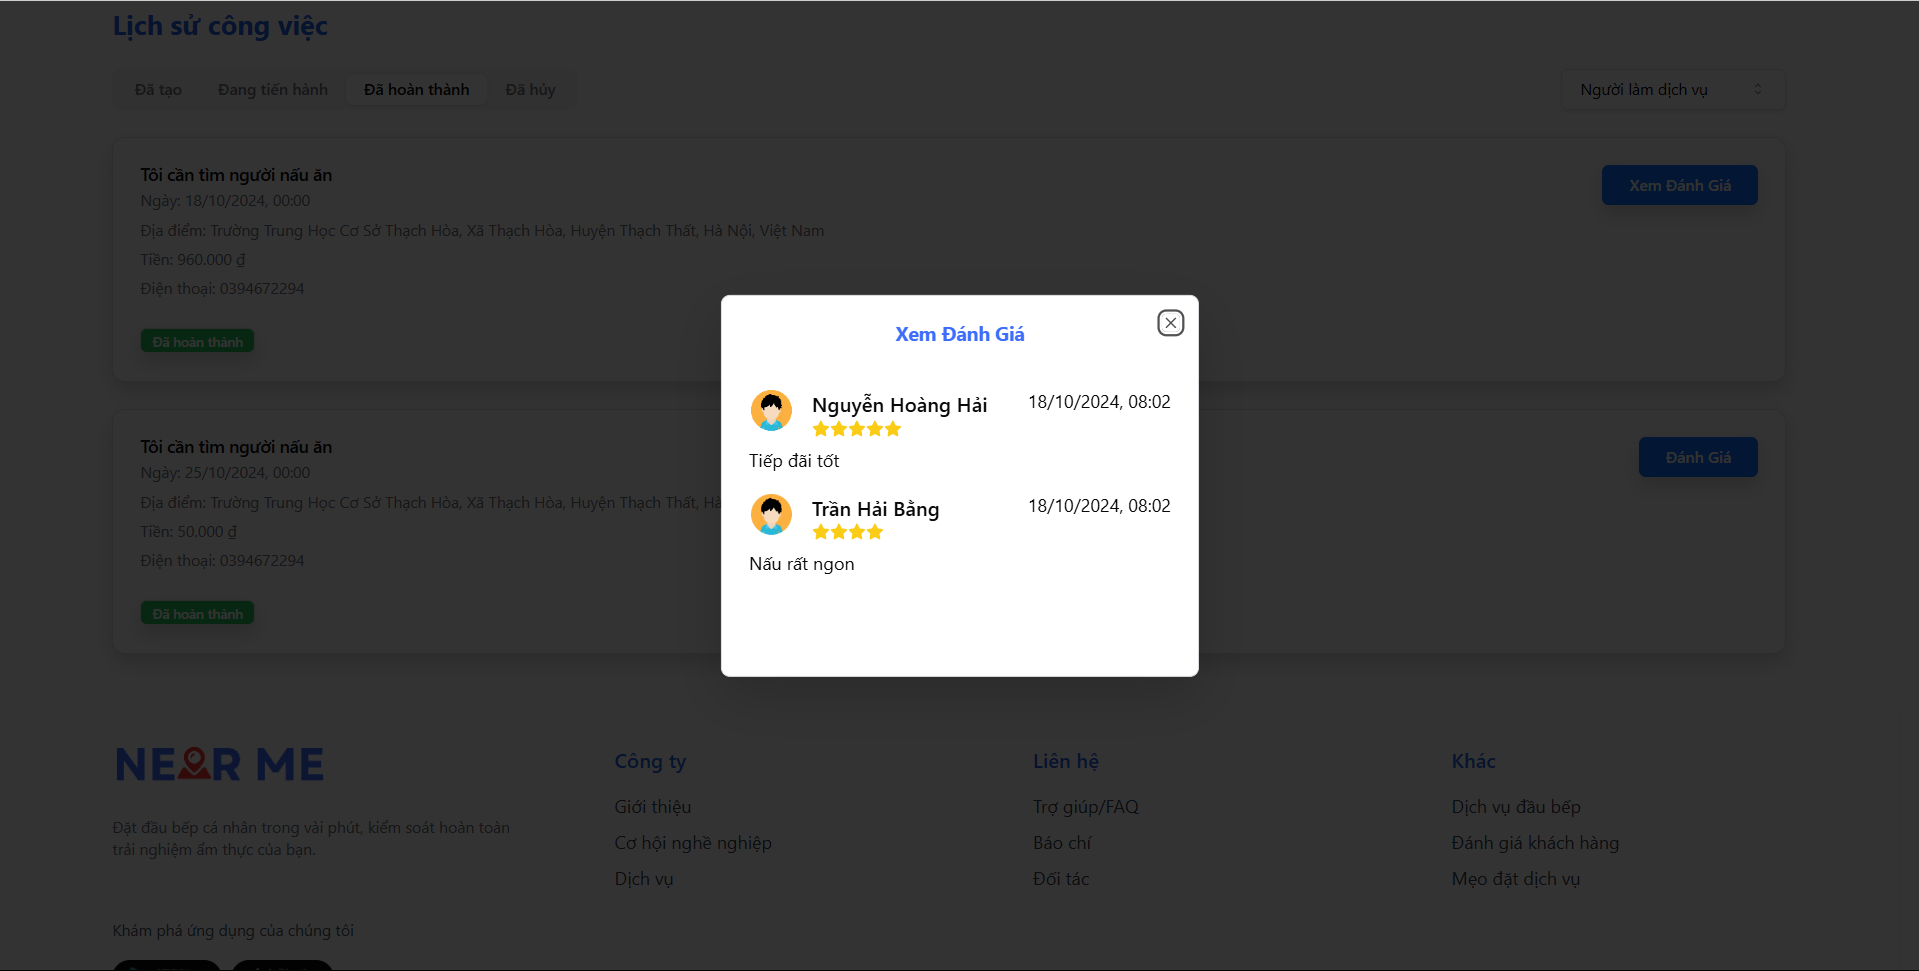 Lịch sử công việc
Đã tạo
Đang tiến hành
Đã hoàn thành
Đã hủy
Người làm dịch vụ
Tôi cần tìm người nấu ăn
Xem Đánh Giá
Ngày: 18/10/2024, 00:00
Địa điểm: Trường Trung Học Cơ Sở Thạch Hòa, Xã Thạch Hòa, Huyện Thạch Thất, Hà Nội, Việt Nam
Tiền: 960.000 ₫
Điện thoại: 0394672294
Đã hoàn thành
Xem Đánh Giá
Nguyễn Hoàng Hải
18/10/2024, 08:02
Tiếp đãi tốt
Trần Hải Bằng
18/10/2024, 08:02
Nấu rất ngon
Tôi cần tìm người nấu ăn
Đánh Giá
Ngày: 25/10/2024, 00:00
Địa điểm: Trường Trung Học Cơ Sở Thạch Hòa, Xã Thạch Hòa, Huyện Thạch Thất, Hà
Tiền: 50.000 ₫
Điện thoại: 0394672294
Đã hoàn thành
NEAR ME
Đặt đầu bếp cá nhân trong vài phút, kiểm soát hoàn toàn
trải nghiệm ẩm thực của bạn.
Khám phá ứng dụng của chúng tôi
Công ty
Giới thiệu
Cơ hội nghề nghiệp
Dịch vụ
Liên hệ
Trợ giúp/FAQ
Báo chí
Đối tác
Khác
Dịch vụ đầu bếp
Đánh giá khách hàng
Mẹo đặt dịch vụ